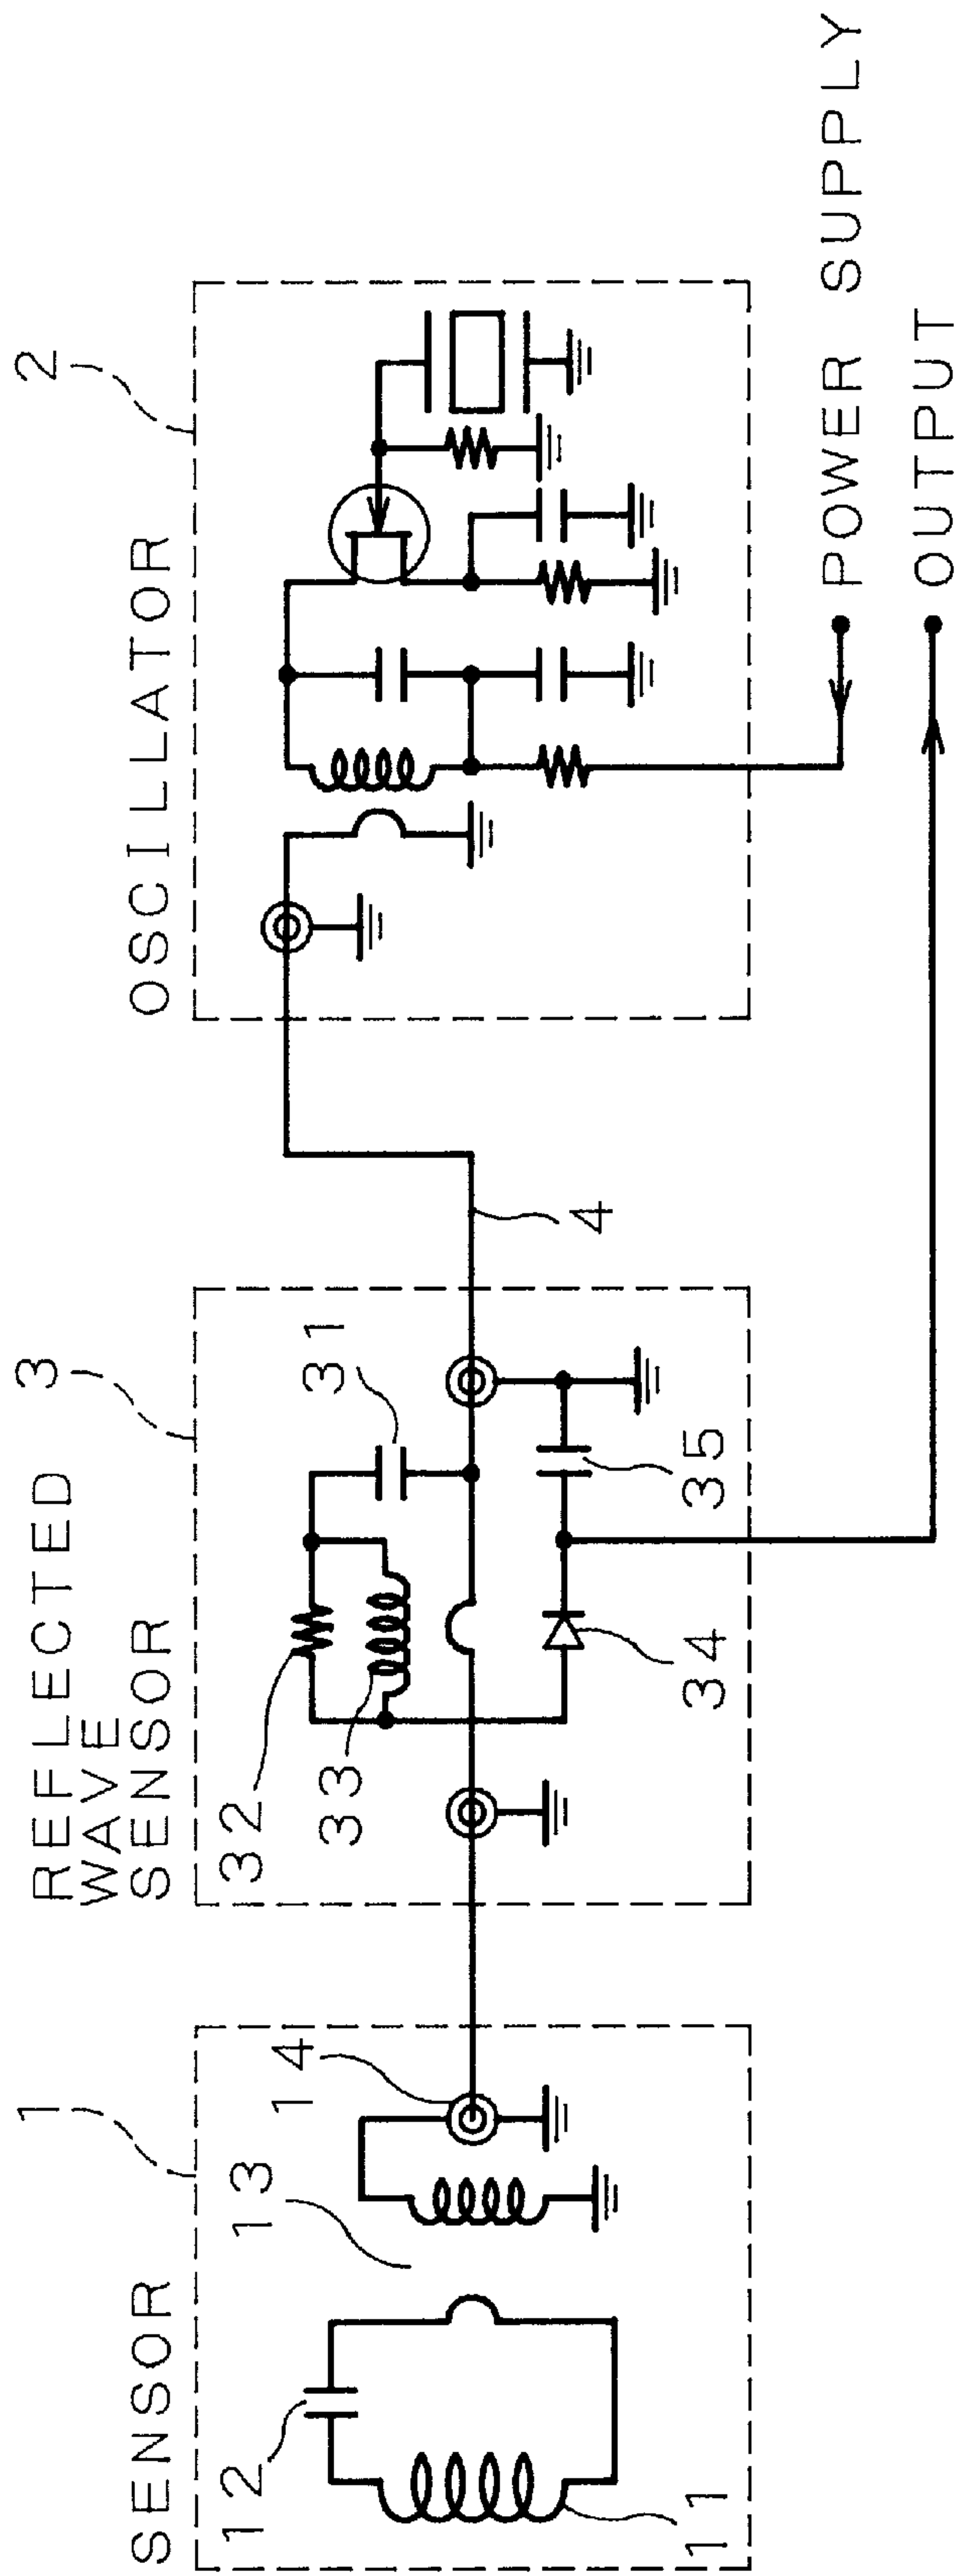 SENSOR
1
12
11
13
14
REFLECTED
WAVE
SENSOR
3
32
33
31
34
35
4
OSCILLATOR
2
POWER SUPPLY
OUTPUT